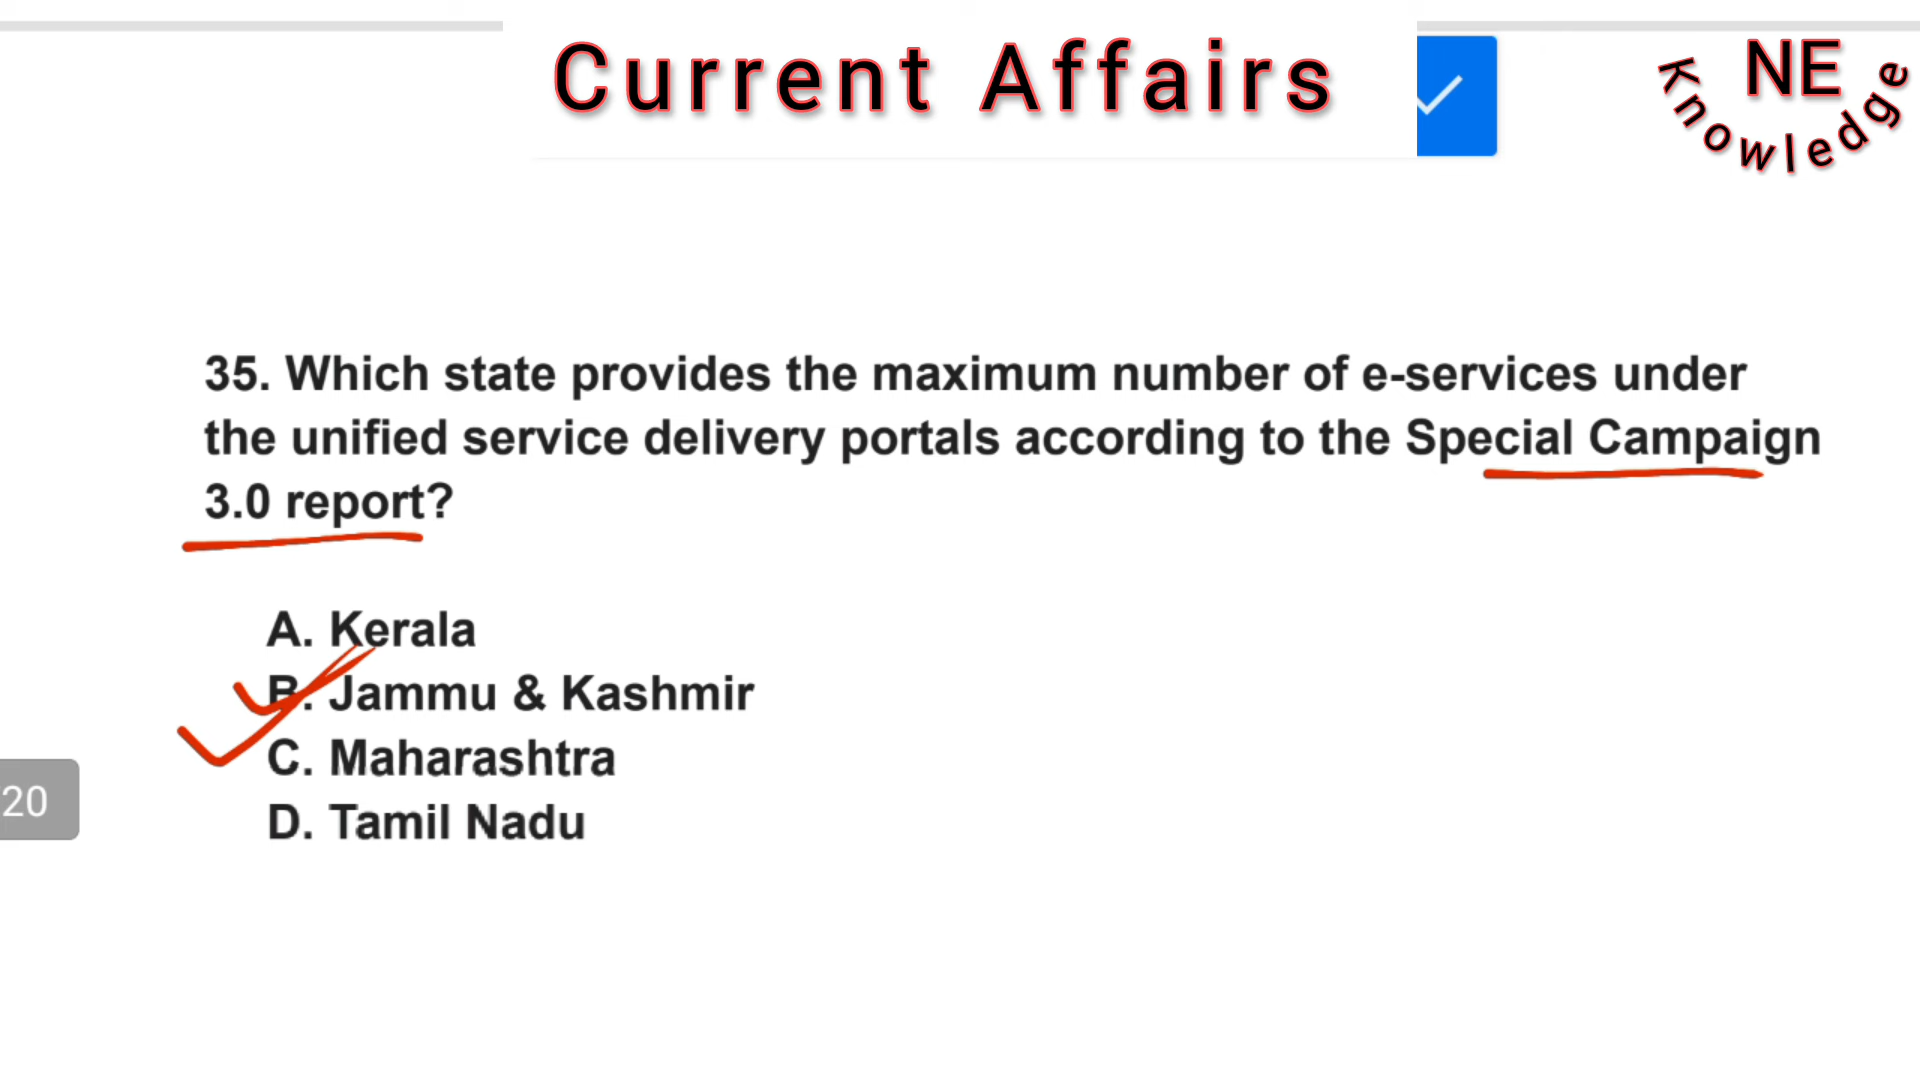 Current Affairs
NE
Knowledge
35. Which state provides the maximum number of e-services under
the unified service delivery portals according to the Special Campaign
3.0 report?
A. Kerala
B. Jammu & Kashmir
C. Maharashtra
D. Tamil Nadu
20